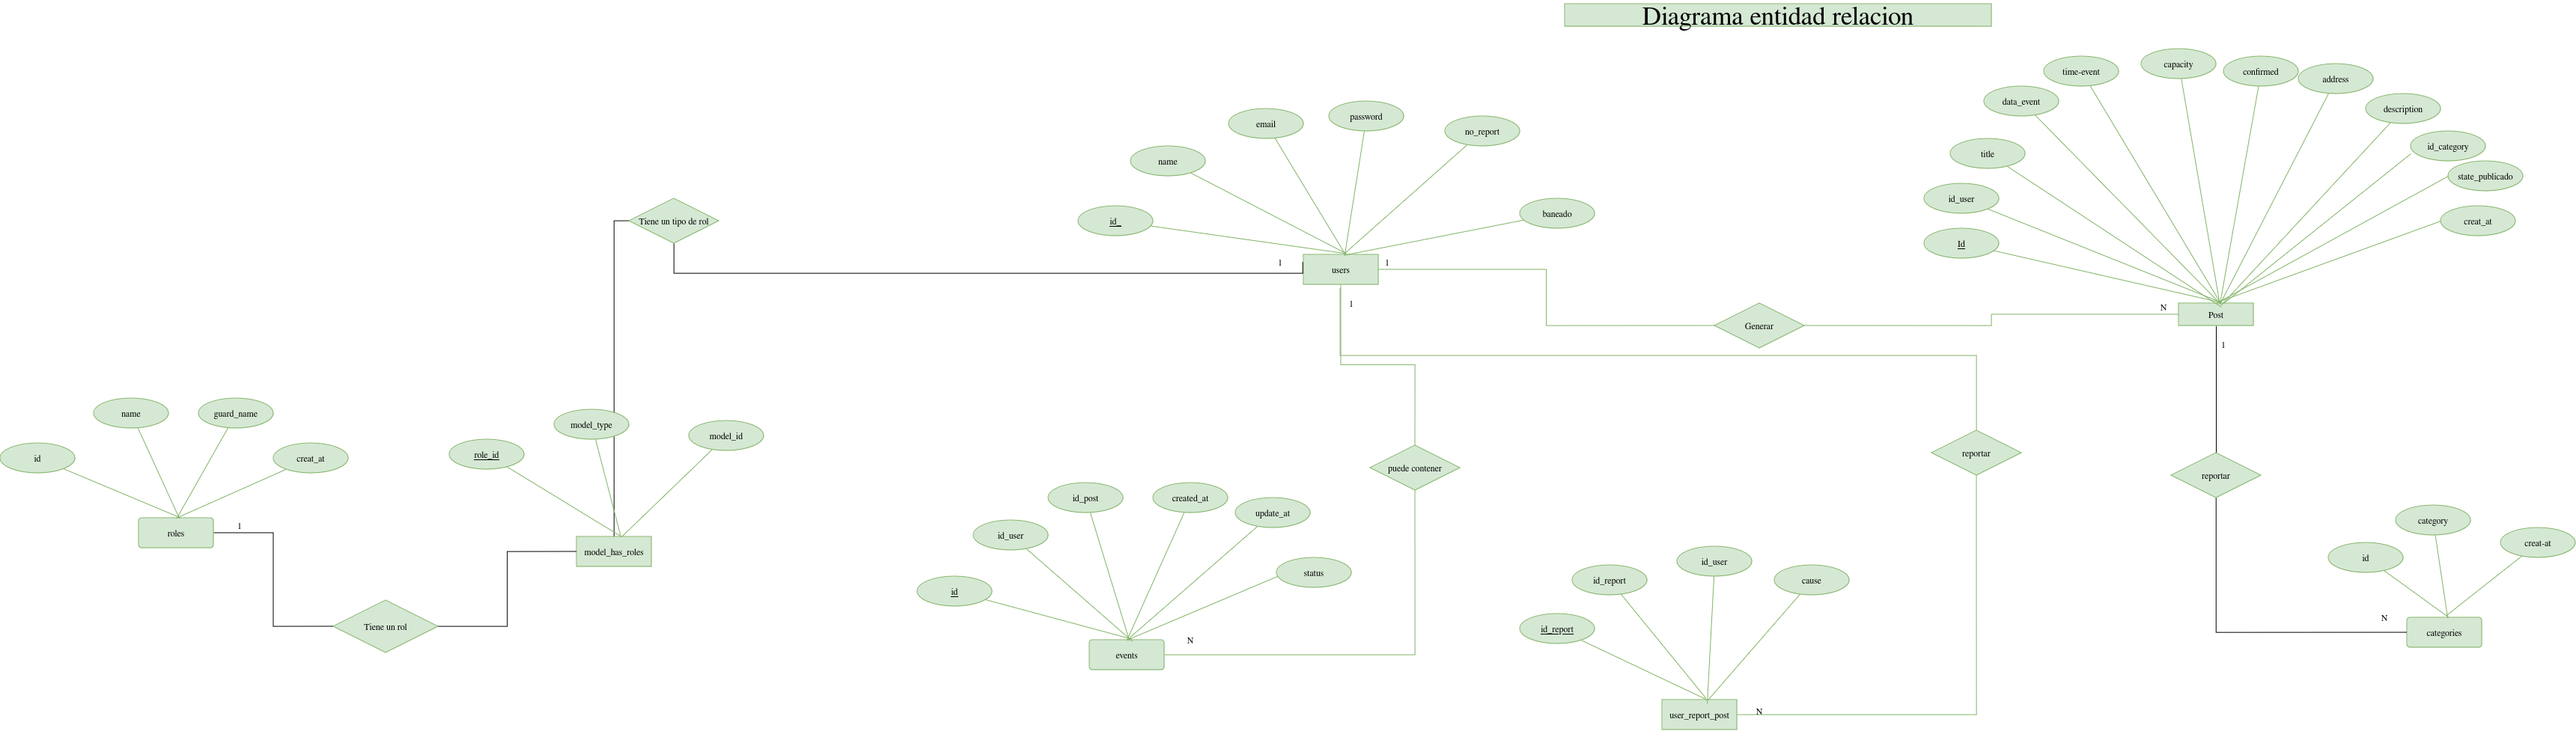 Diagrama entidad relacion
time-event
capacity
confirmed
address
data_event
description
email
password
no_report
id_category
title
name
state_publicado
id_user
baneado
creat_at
id_
Tiene un tipo de rol
Id
1
users
1
1
Generar
N
Post
1
name
guard_name
model_type
model_id
id
creat_at
role_id
puede contener
reportar
reportar
id_post
created_at
update_at
category
1
roles
id_user
creat-at
model_has_roles
id
id_user
status
id_report
cause
id
N
Tiene un rol
id_report
categories
N
events
N
user_report_post